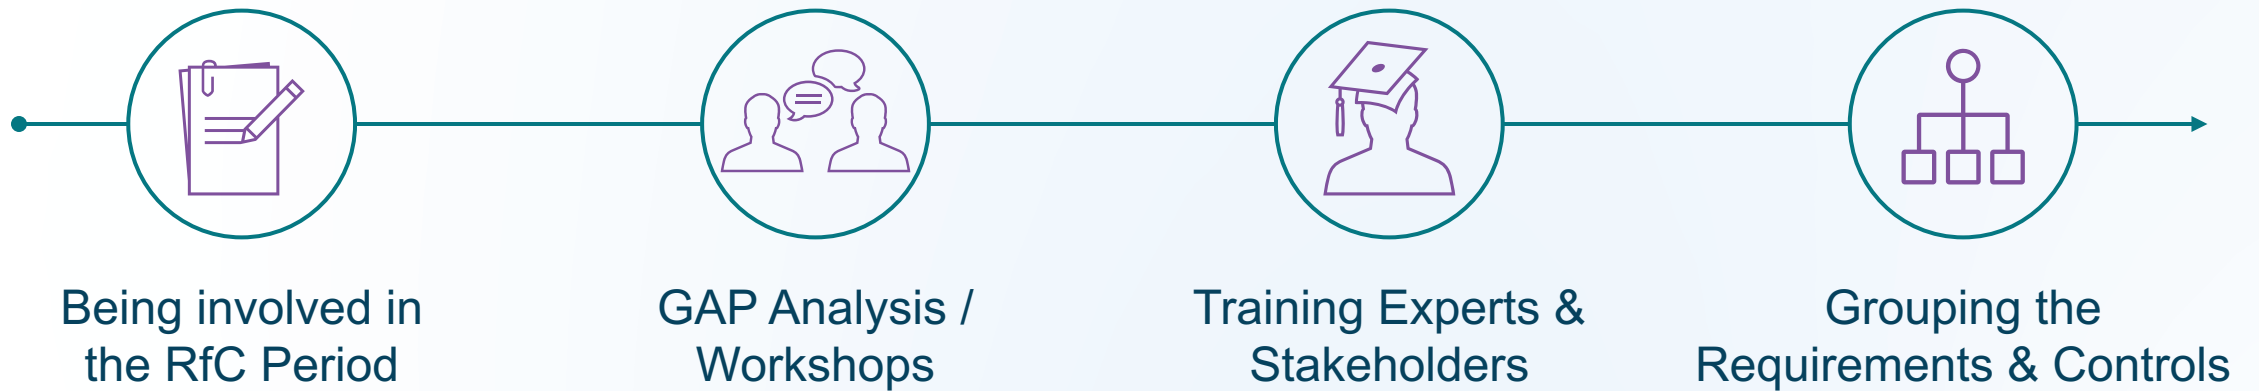 Being involved in
the RfC Period
GAP Analysis /
Workshops
Training Experts &
Stakeholders
Grouping the
Requirements & Controls